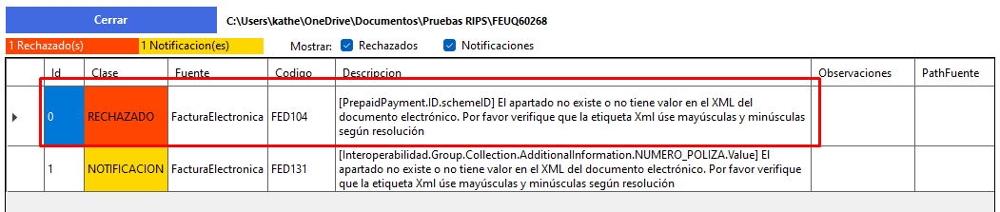 Cerrar C:\Users\kathe\OneDrive\Documentos\Pruebas RIPS\FEUQ60268
1 Rechazado(s) 1 Notificacion(es) Mostrar: Rechazados Notificaciones
Id Clase Fuente Codigo Descripcion Observaciones PathFuente
[PrepaidPayment.ID.schemeID] El apartado no existe o no tiene valor en el XML del
0 RECHAZADO FacturaElectronica FED104 documento electrónico. Por favor verifique que la etiqueta Xml úse mayúsculas y minúsculas
según resolución
[Interoperabilidad.Group.Collection.AdditionalInformation.NUMERO_POLIZA.Value] El
1 NOTIFICACION FacturaElectronica FED131 apartado no existe o no tiene valor en el XML del documento electrónico. Por favor verifique
que la etiqueta Xml úse mayúsculas y minúsculas según resolución